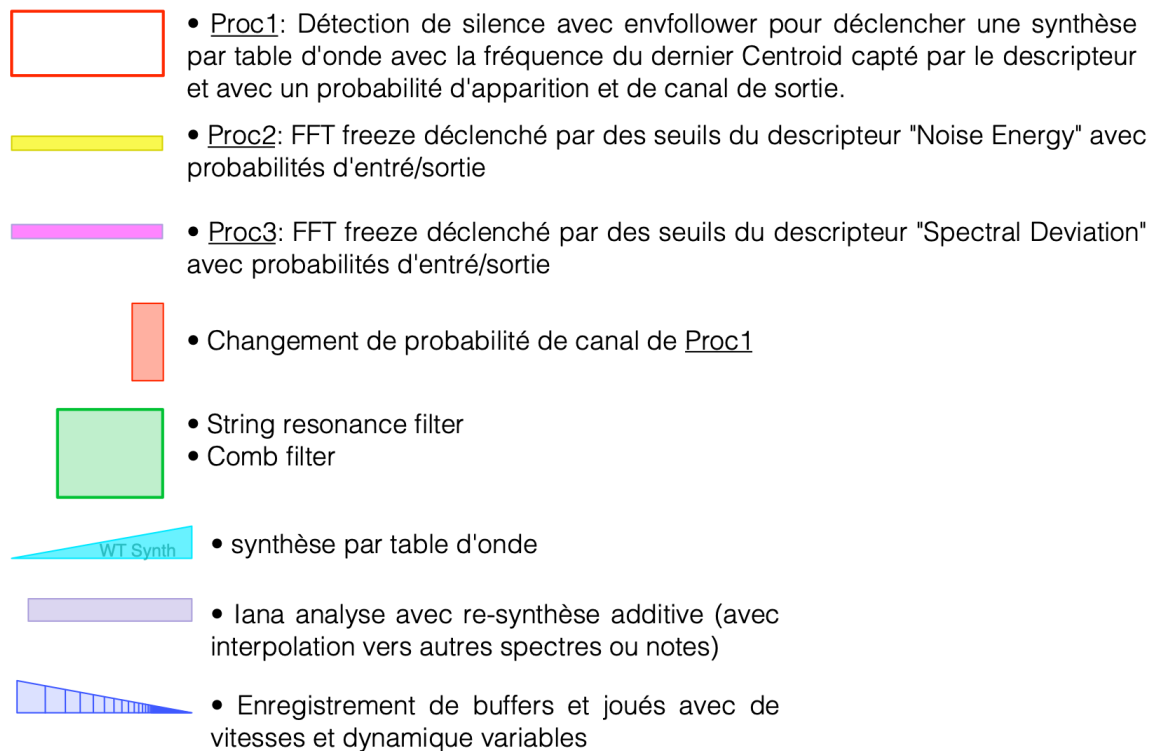 • Proc1: Détection de silence avec envfollower pour déclencher une synthèse
par table d'onde avec la fréquence du dernier Centroid capté par le descripteur
et avec un probabilité d'apparition et de canal de sortie.
• Proc2: FFT freeze déclenché par des seuils du descripteur "Noise Energy" avec
probabilités d'entré/sortie
• Proc3: FFT freeze déclenché par des seuils du descripteur "Spectral Deviation"
avec probabilités d'entré/sortie
• Changement de probabilité de canal de Proc1
• String resonance filter
• Comb filter
WT Synth • synthèse par table d'onde
• Iana analyse avec re-synthèse additive (avec
interpolation vers autres spectres ou notes)
• Enregistrement de buffers et joués avec de
vitesses et dynamique variables